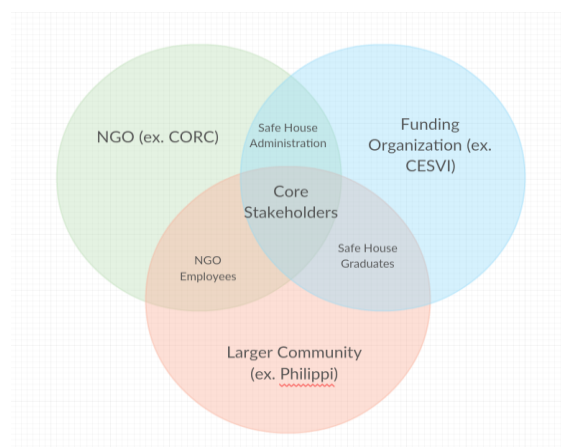 NGO (ex. CORC)
Safe House
Administration
Funding
Organization (ex.
CESVI)
Core
Stakeholders
NGO
Employees
Safe House
Graduates
Larger Community
(ex. Philippi)